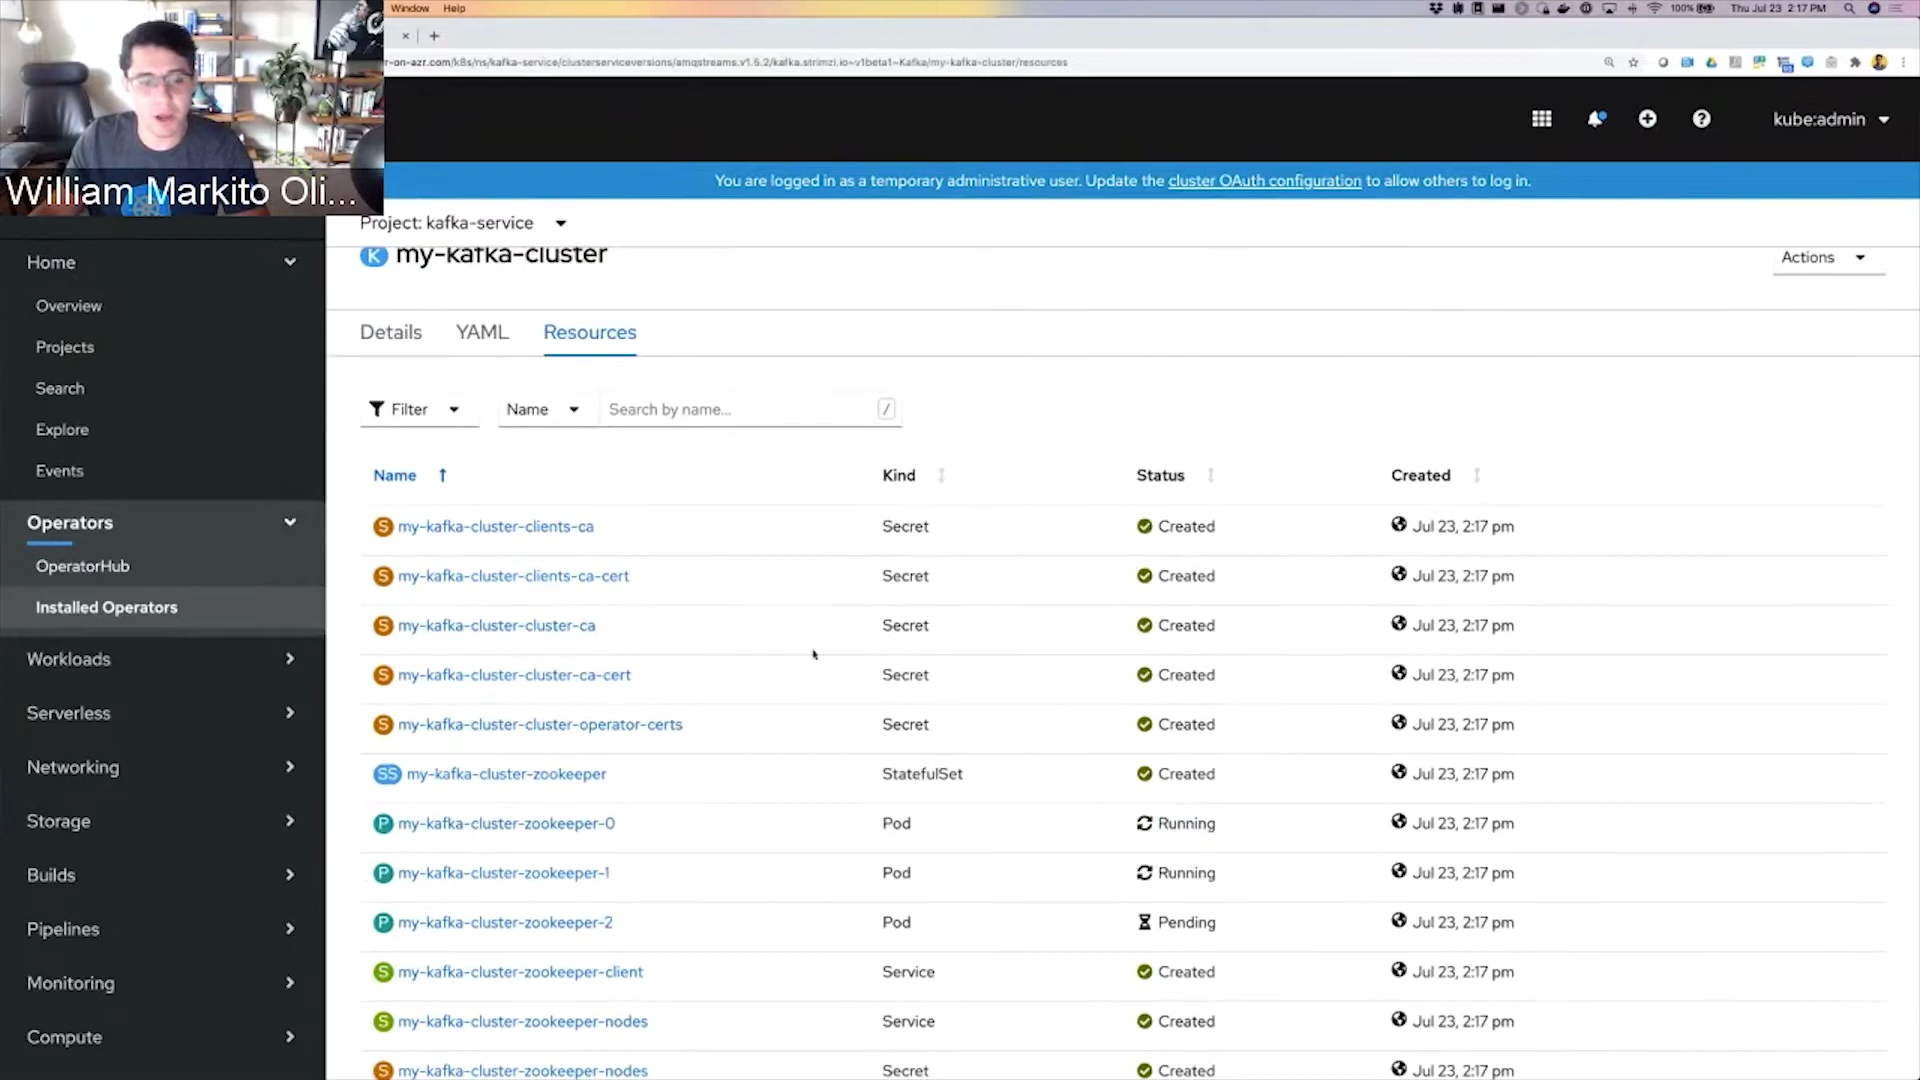 Window Help
100% Thu Jul 23 2:17 PM
r-on-azr.com/k8s/ns/kafka-service/clusterserviceversions/amqstreams.v1.5.2/kafka.strimzi.io~v1beta1~Kafka/my-kafka-cluster/resources
kube:admin
You are logged in as a temporary administrative user. Update the cluster OAuth configuration to allow others to log in.
William Markito Oli...
Project: kafka-service
K my-kafka-cluster
Actions
Home
Overview
Projects
Search
Explore
Events
Operators
OperatorHub
Installed Operators
Workloads
Serverless
Networking
Storage
Builds
Pipelines
Monitoring
Compute
Details YAML Resources
Filter Name Search by name... /
Name Kind Status Created
S my-kafka-cluster-clients-ca Secret Created Jul 23, 2:17 pm
S my-kafka-cluster-clients-ca-cert Secret Created Jul 23, 2:17 pm
S my-kafka-cluster-cluster-ca Secret Created Jul 23, 2:17 pm
S my-kafka-cluster-cluster-ca-cert Secret Created Jul 23, 2:17 pm
S my-kafka-cluster-cluster-operator-certs Secret Created Jul 23, 2:17 pm
SS my-kafka-cluster-zookeeper StatefulSet Created Jul 23, 2:17 pm
P my-kafka-cluster-zookeeper-0 Pod Running Jul 23, 2:17 pm
P my-kafka-cluster-zookeeper-1 Pod Running Jul 23, 2:17 pm
P my-kafka-cluster-zookeeper-2 Pod Pending Jul 23, 2:17 pm
S my-kafka-cluster-zookeeper-client Service Created Jul 23, 2:17 pm
S my-kafka-cluster-zookeeper-nodes Service Created Jul 23, 2:17 pm
S my-kafka-cluster-zookeeper-nodes Secret Created Jul 23, 2:17 pm